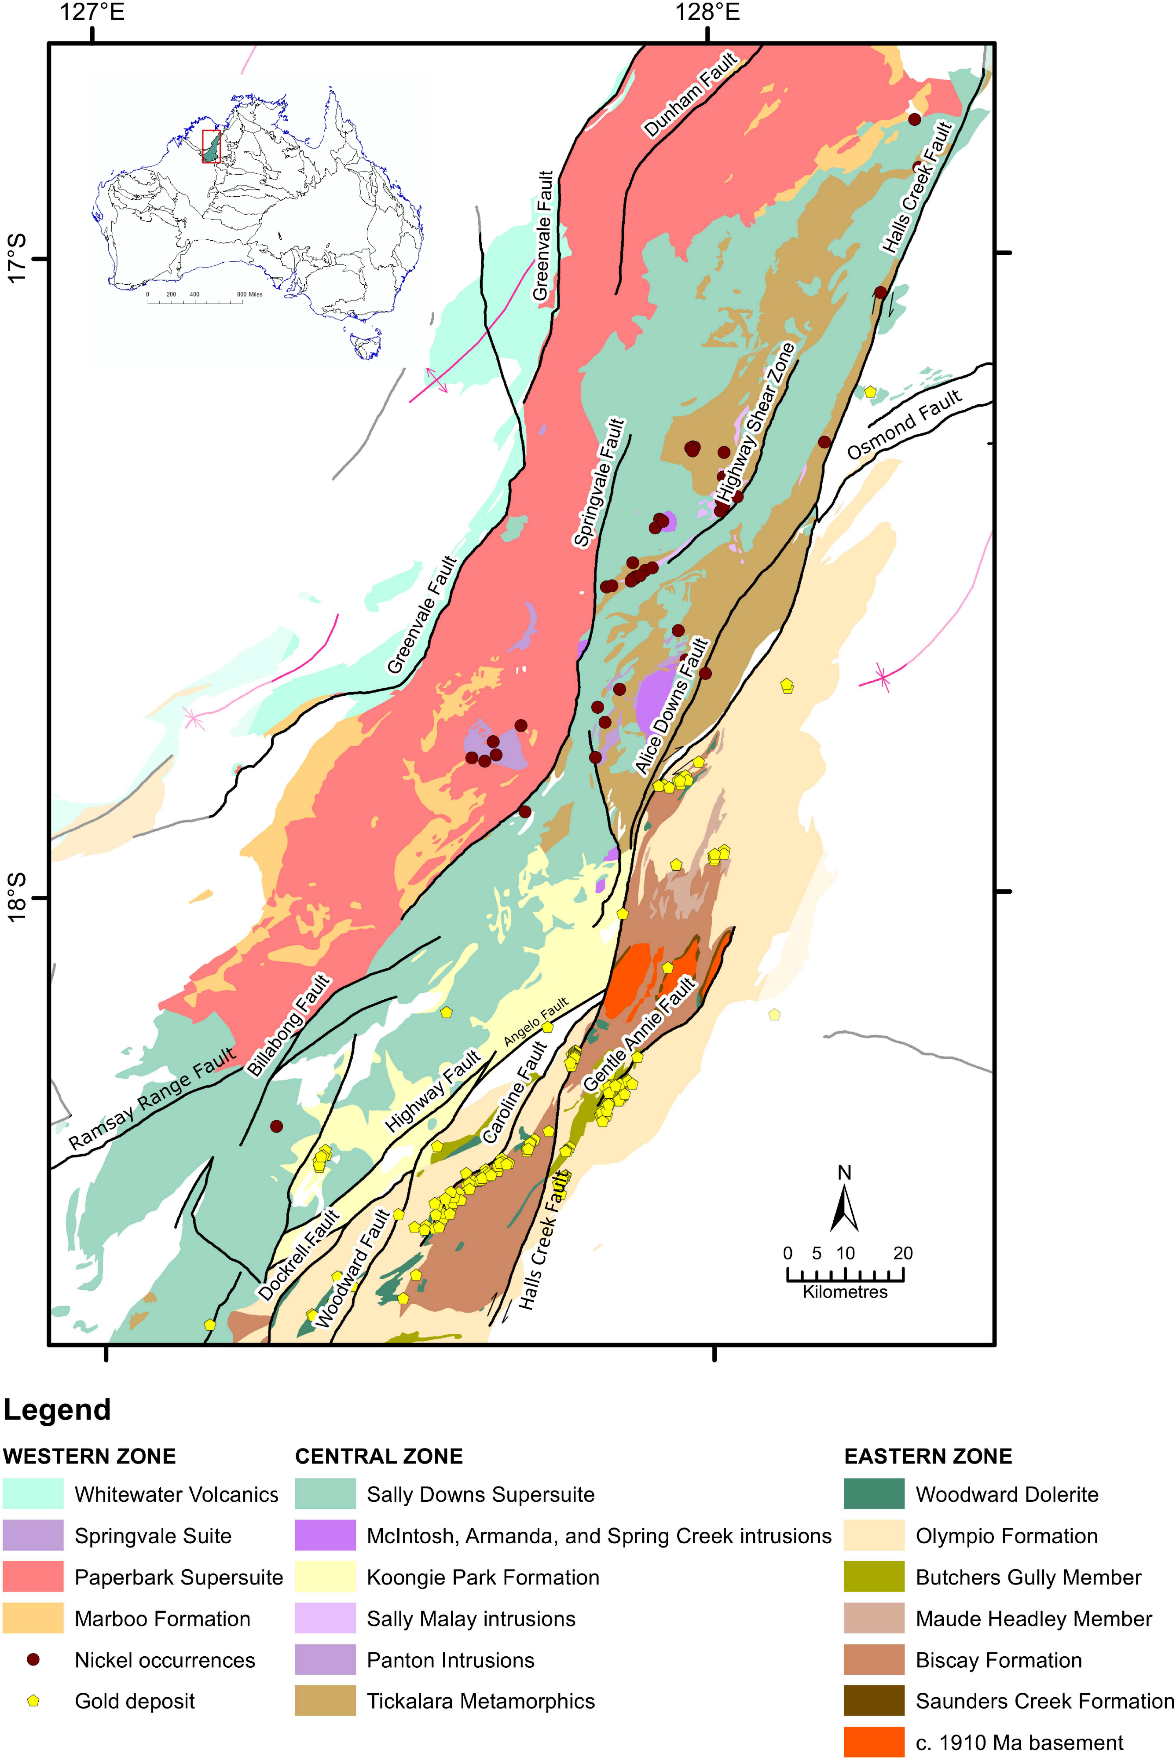 127°E
128°E
17°S
18°S
0 200 400 800 Miles
Dunham Fault
Greenvale Fault
Halls Creek Fault
Highway Shear Zone
Osmond Fault
Springvale Fault
Greenvale Fault
Alice Downs Fault
Billabong Fault
Ramsay Range Fault
Angelo Fault
Highway Fault
Caroline Fault
Gentle Annie Fault
Dockrell Fault
Woodward Fault
Halls Creek Fault
N
0 5 10 20
Kilometres
Legend
WESTERN ZONE
Whitewater Volcanics
Springvale Suite
Paperbark Supersuite
Marboo Formation
Nickel occurrences
Gold deposit
CENTRAL ZONE
Sally Downs Supersuite
McIntosh, Armanda, and Spring Creek intrusions
Koongie Park Formation
Sally Malay intrusions
Panton Intrusions
Tickalara Metamorphics
EASTERN ZONE
Woodward Dolerite
Olympio Formation
Butchers Gully Member
Maude Headley Member
Biscay Formation
Saunders Creek Formation
c. 1910 Ma basement